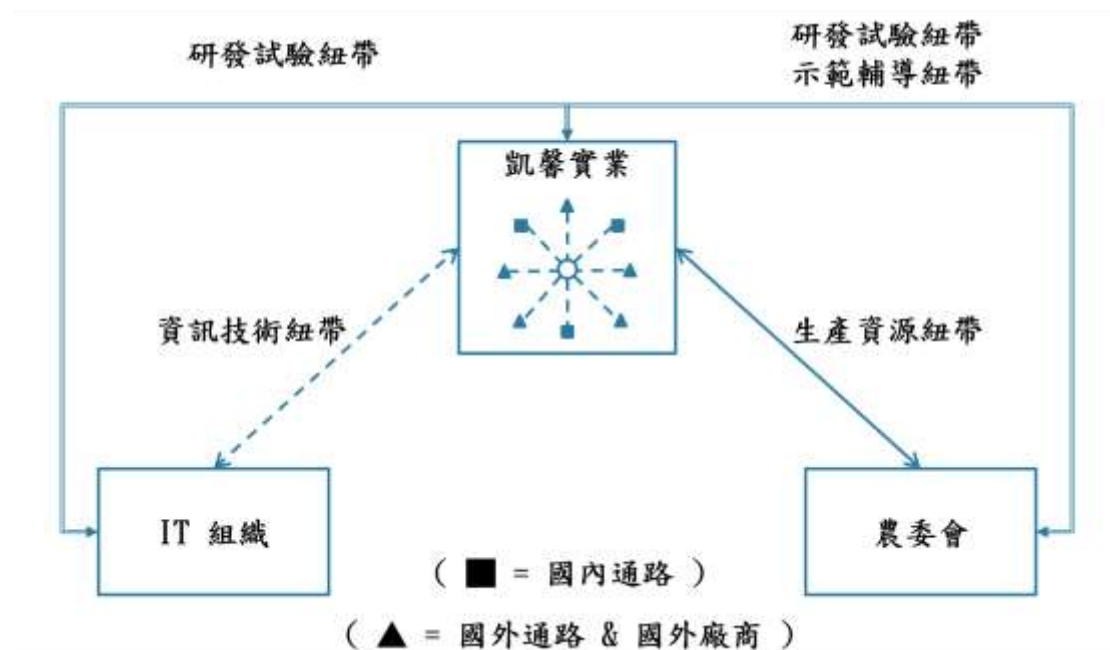 研發試驗紐帶
研發試驗紐帶
示範輔導紐帶
凱馨實業
資訊技術紐帶
生產資源紐帶
IT 組織
農委會
( ■ = 國內通路 )
( ▲ = 國外通路 & 國外廠商 )